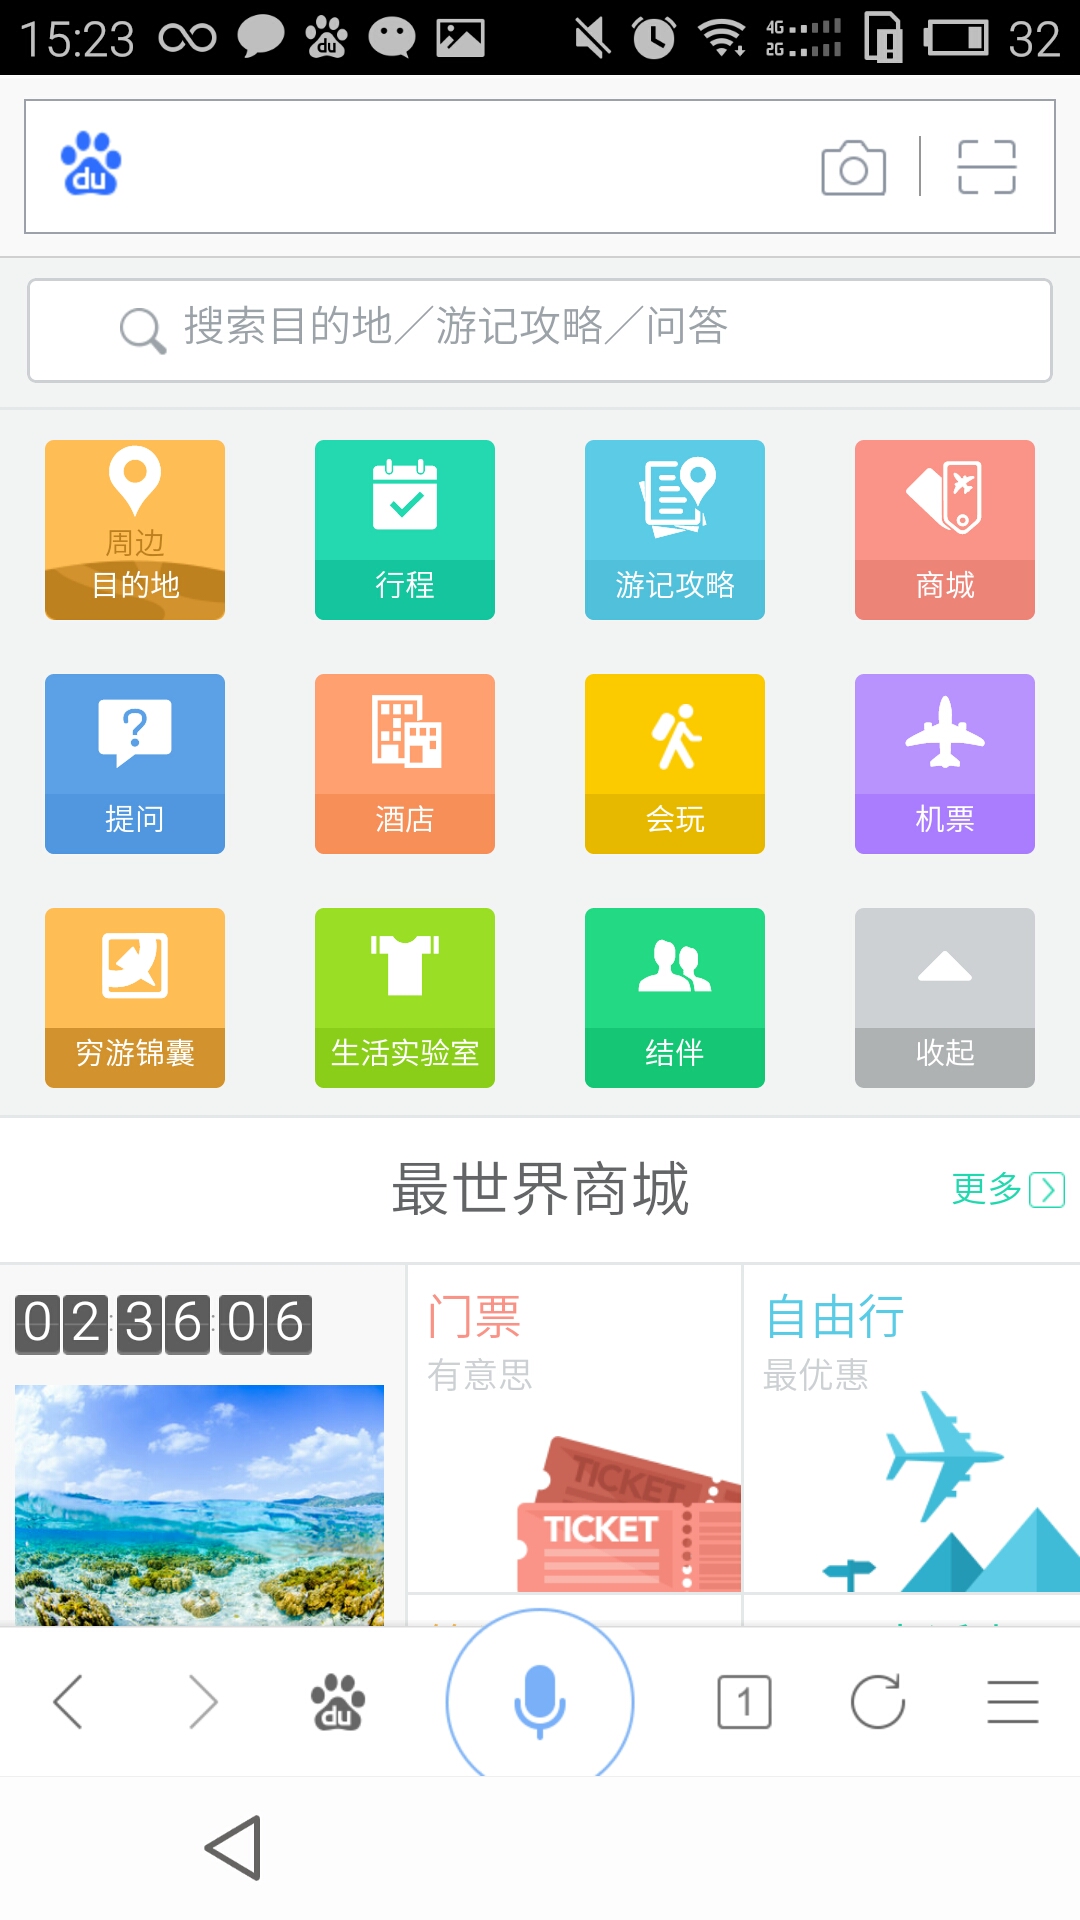 15:23
du
4G
2G
32
du
搜索目的地／游记攻略／问答
周边
目的地
行程
游记攻略
商城
?
提问
酒店
会玩
机票
穷游锦囊
生活实验室
结伴
收起
最世界商城
更多
02:36:06
门票
有意思
TICKET
TICKET
自由行
最优惠
du
1